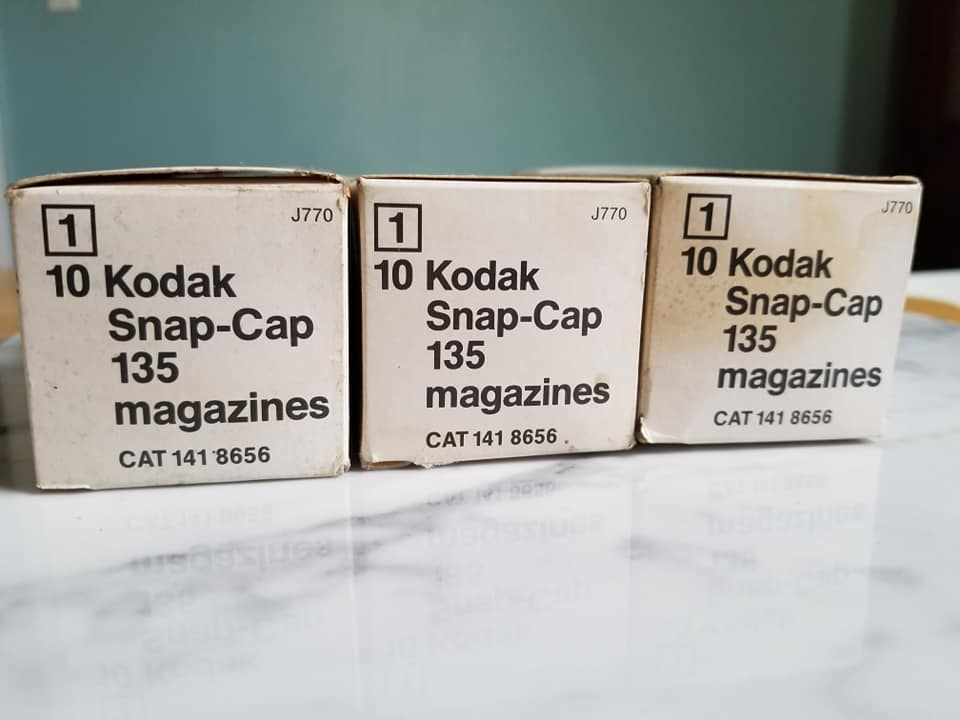 1
J770
10 Kodak
Snap-Cap
135
magazines
CAT 141 8656
1
J770
10 Kodak
Snap-Cap
135
magazines
CAT 141 8656
1
J770
10 Kodak
Snap-Cap
135
magazines
CAT 141 8656